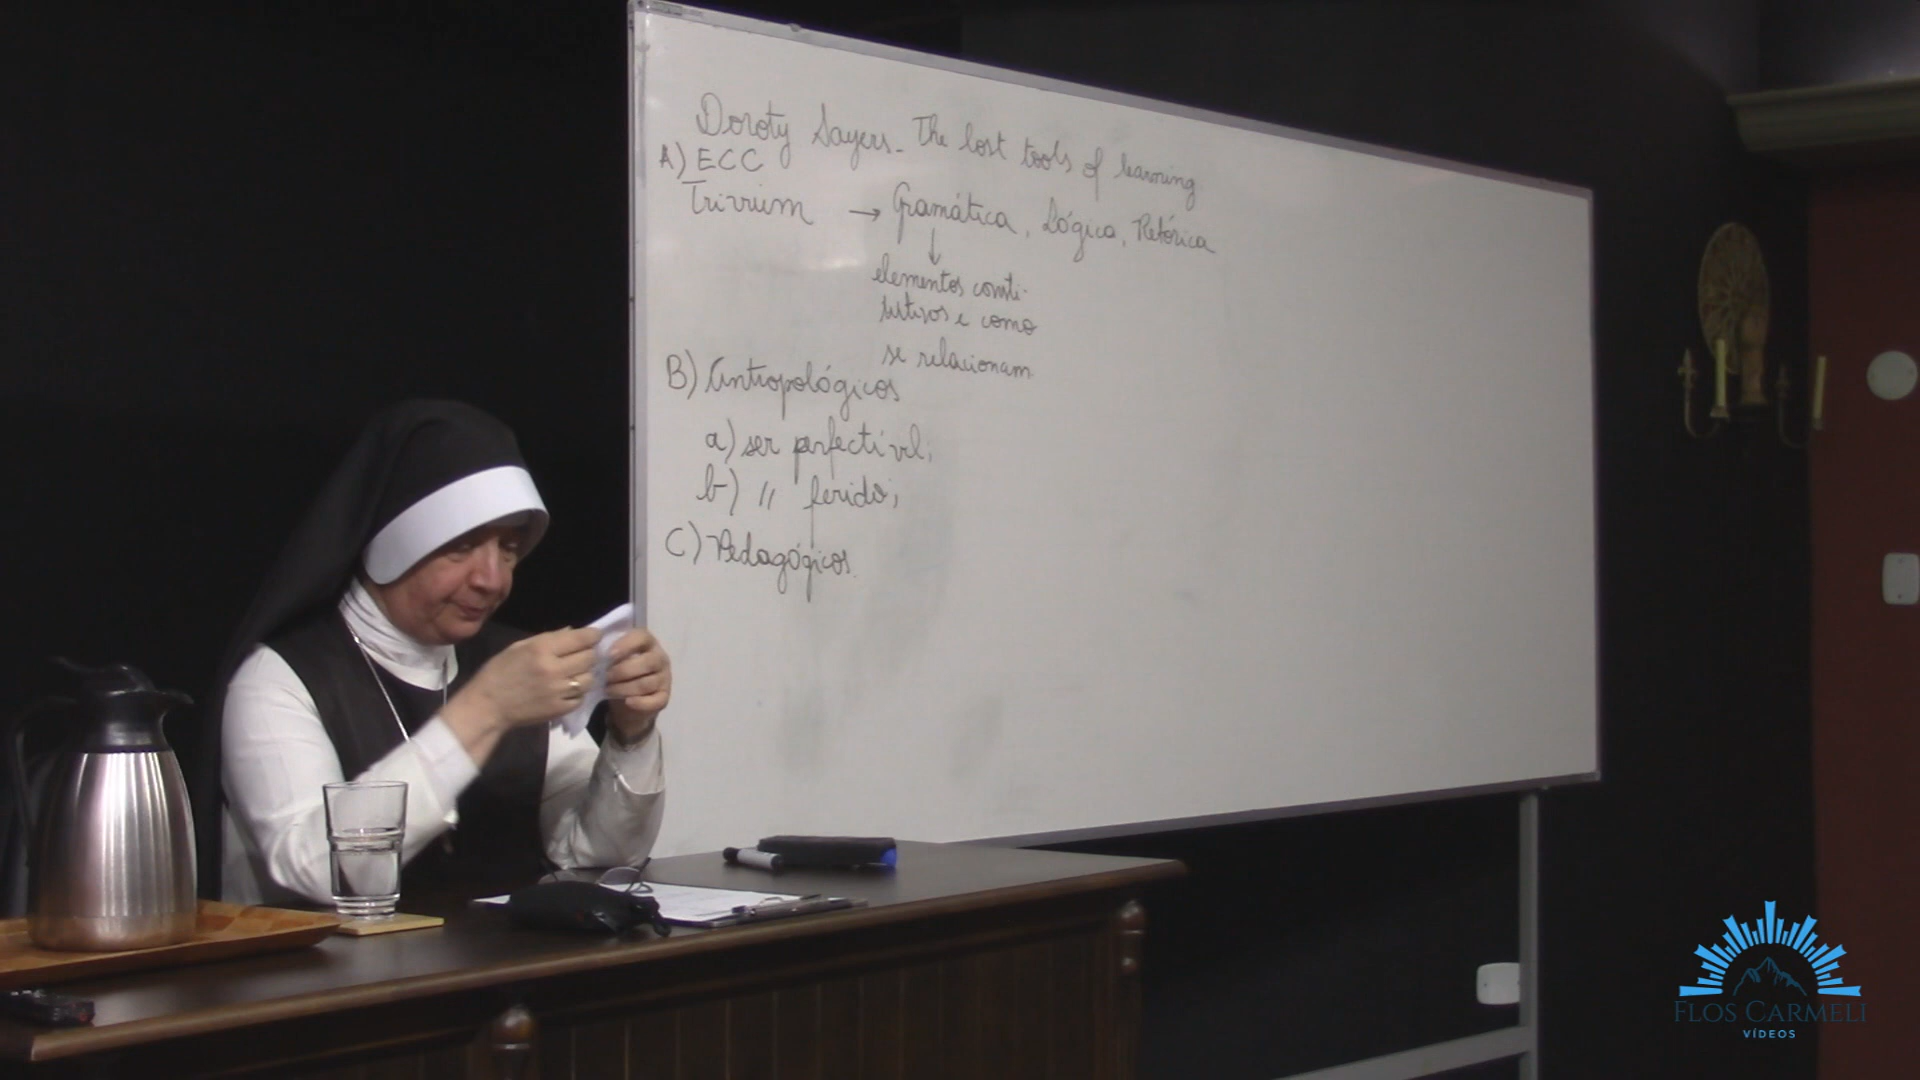 Doroty Sayers - The lost tools of learning
A) ECC
Trivium → Gramática, Lógica, Retórica
↓
elementos consti-
tutivos e como
se relacionam
B) Antropológicos
a) ser perfectível;
b) " ferido;
C) Pedagógicos.
FLOS CARMELI
VÍDEOS